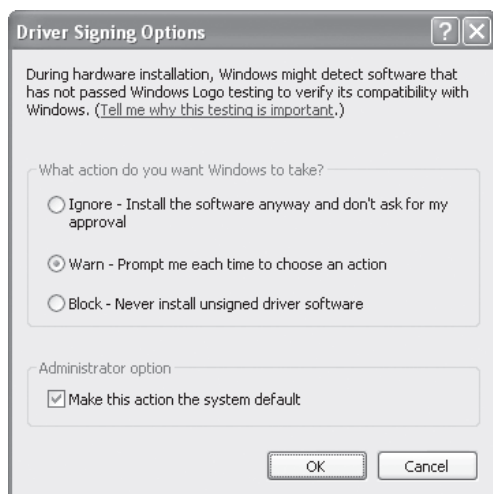 Driver Signing Options
During hardware installation, Windows might detect software that
has not passed Windows Logo testing to verify its compatibility with
Windows. (Tell me why this testing is important.)
What action do you want Windows to take?
Ignore - Install the software anyway and don't ask for my
approval
Warn - Prompt me each time to choose an action
Block - Never install unsigned driver software
Administrator option
Make this action the system default
OK Cancel